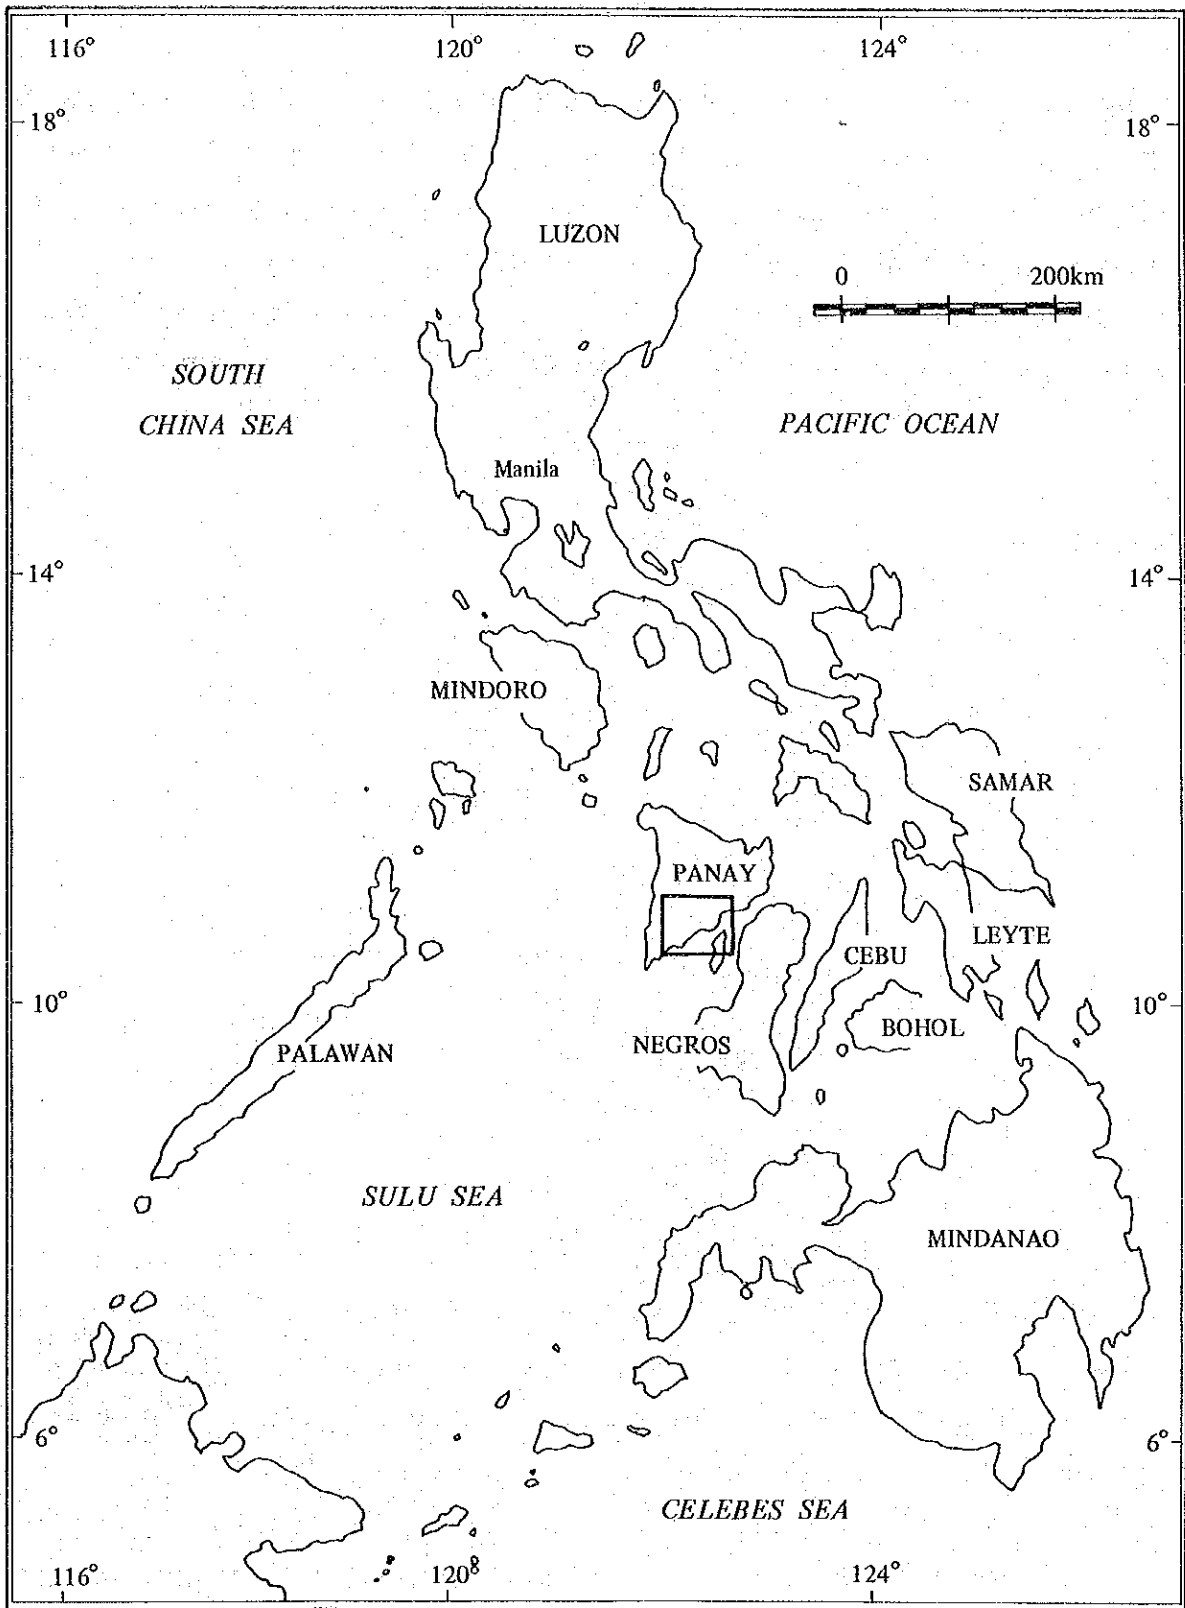 116° 120° 124°
18° 18°
LUZON
0 200km
SOUTH
CHINA SEA
PACIFIC OCEAN
Manila
14° 14°
MINDORO
SAMAR
PANAY
LEYTE
CEBU
10° 10°
BOHOL
NEGROS
PALAWAN
SULU SEA
MINDANAO
6° 6°
CELEBES SEA
116° 120° 124°